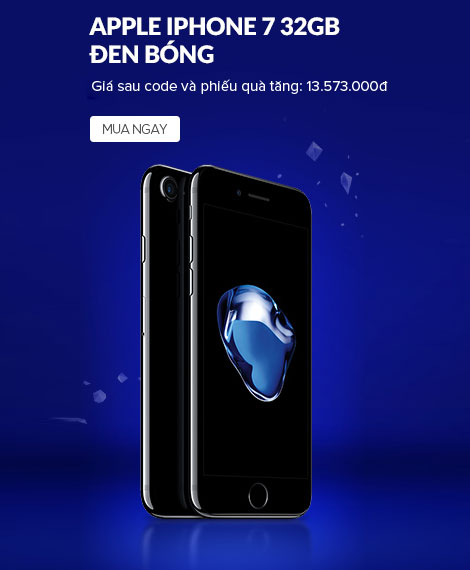 APPLE IPHONE 7 32GB
ĐEN BÓNG
Giá sau code và phiếu quà tăng: 13.573.000đ
MUA NGAY